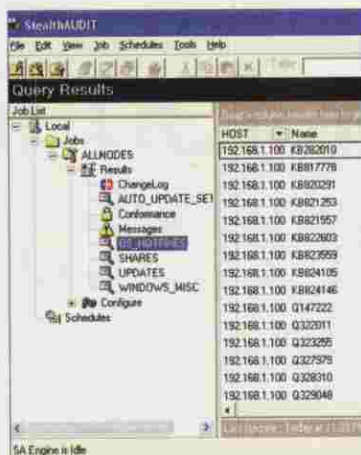 StealthAUDIT
File Edit View Job Schedules Tools Help
Query Results
Job List
Local
Jobs
ALLNODES
Results
ChangeLog
AUTO_UPDATE_SET
Conformance
Messages
OS_HOTFIXES
SHARES
UPDATES
WINDOWS_MISC
Configure
Schedules
HOST Name
192.168.1.100 KB282010
192.168.1.100 KB817778
192.168.1.100 KB820291
192.168.1.100 KB821253
192.168.1.100 KB821557
192.168.1.100 KB822603
192.168.1.100 KB823559
192.168.1.100 KB824105
192.168.1.100 KB824146
192.168.1.100 Q147222
192.168.1.100 Q322011
192.168.1.100 Q323255
192.168.1.100 Q327979
192.168.1.100 Q328310
192.168.1.100 Q329048
SA Engine is Idle